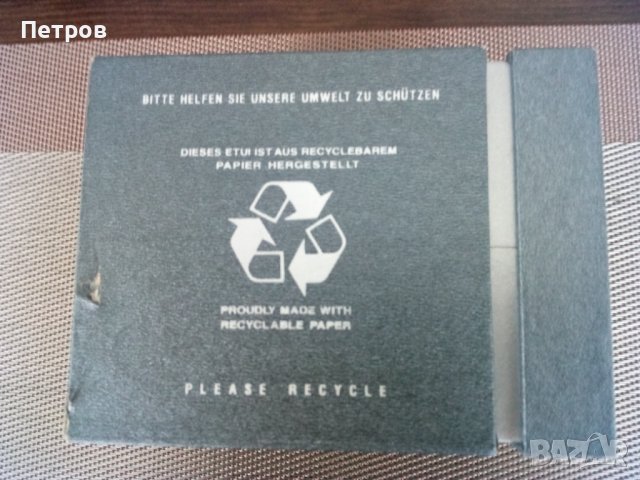 Петров
BITTE HELFEN SIE UNSERE UMWELT ZU SCHÜTZEN
DIESES ETUI IST AUS RECYCLEBAREM
PAPIER HERGESTELLT
PROUDLY MADE WITH
RECYCLABLE PAPER
PLEASE RECYCLE
BAZAR